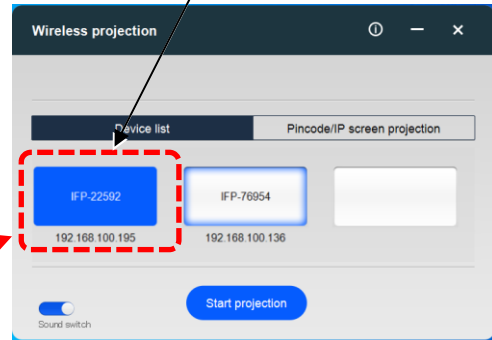 Wireless projection
Device list
Pincode/IP screen projection
IFP-22592
IFP-76954
192.168.100.195
192.168.100.136
Start projection
Sound switch